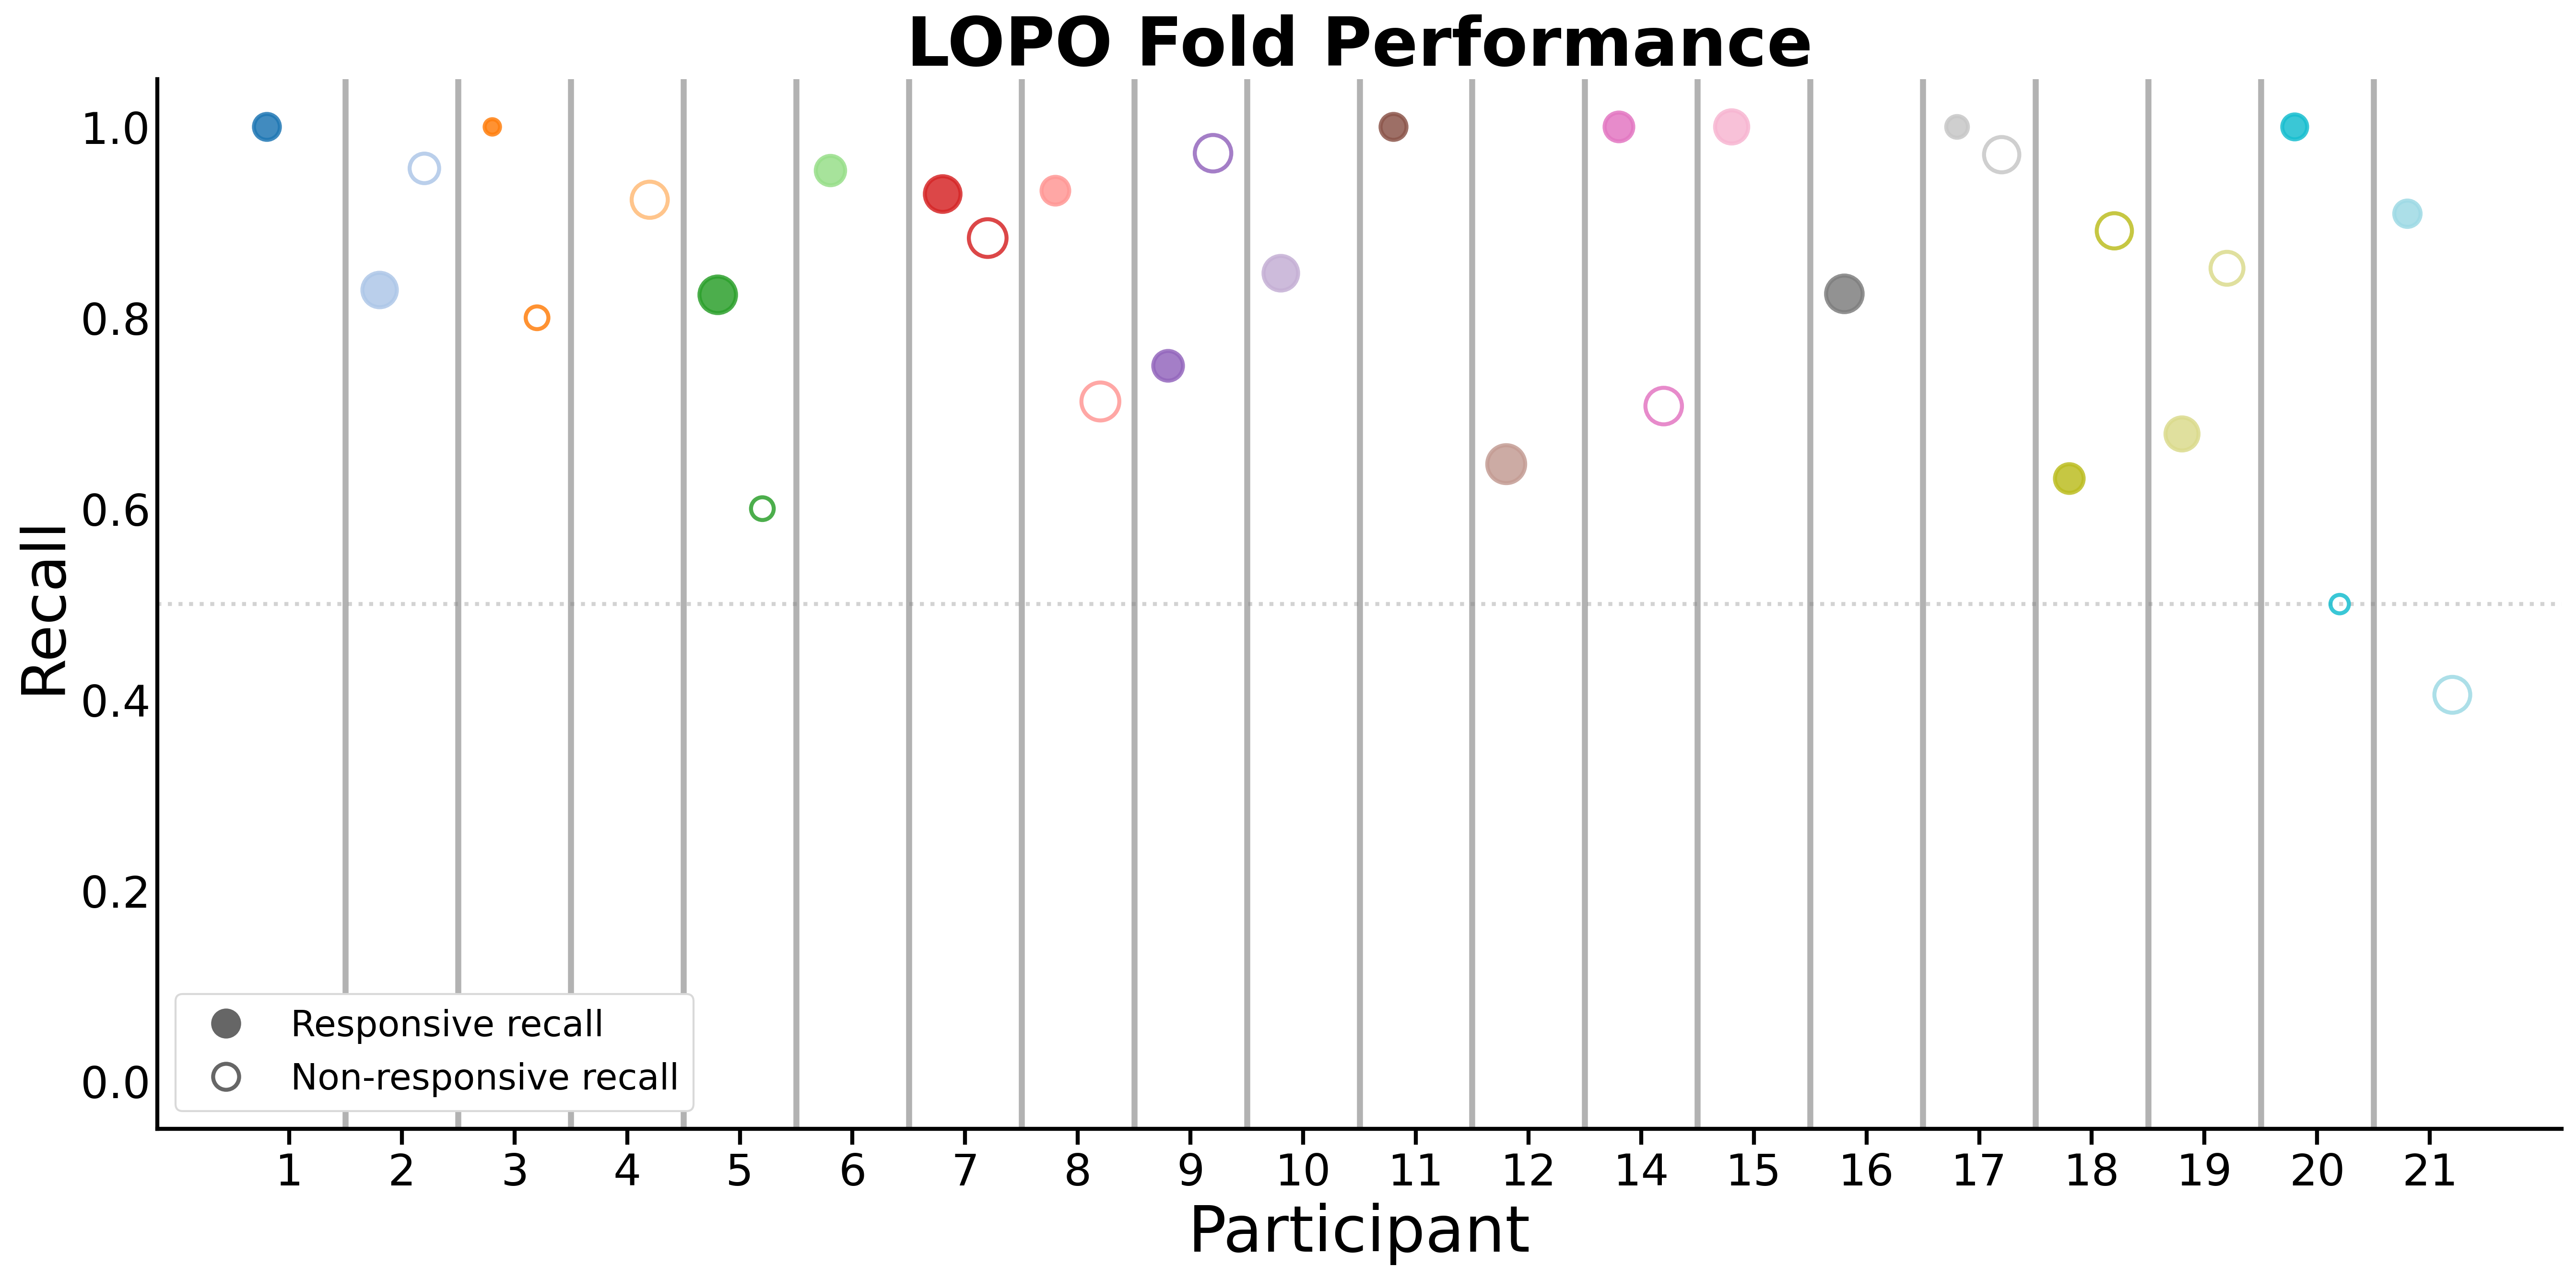 LOPO Fold Performance
Recall
1.0
0.8
0.6
0.4
0.2
0.0
Responsive recall
Non-responsive recall
1 2 3 4 5 6 7 8 9 10 11 12 14 15 16 17 18 19 20 21
Participant